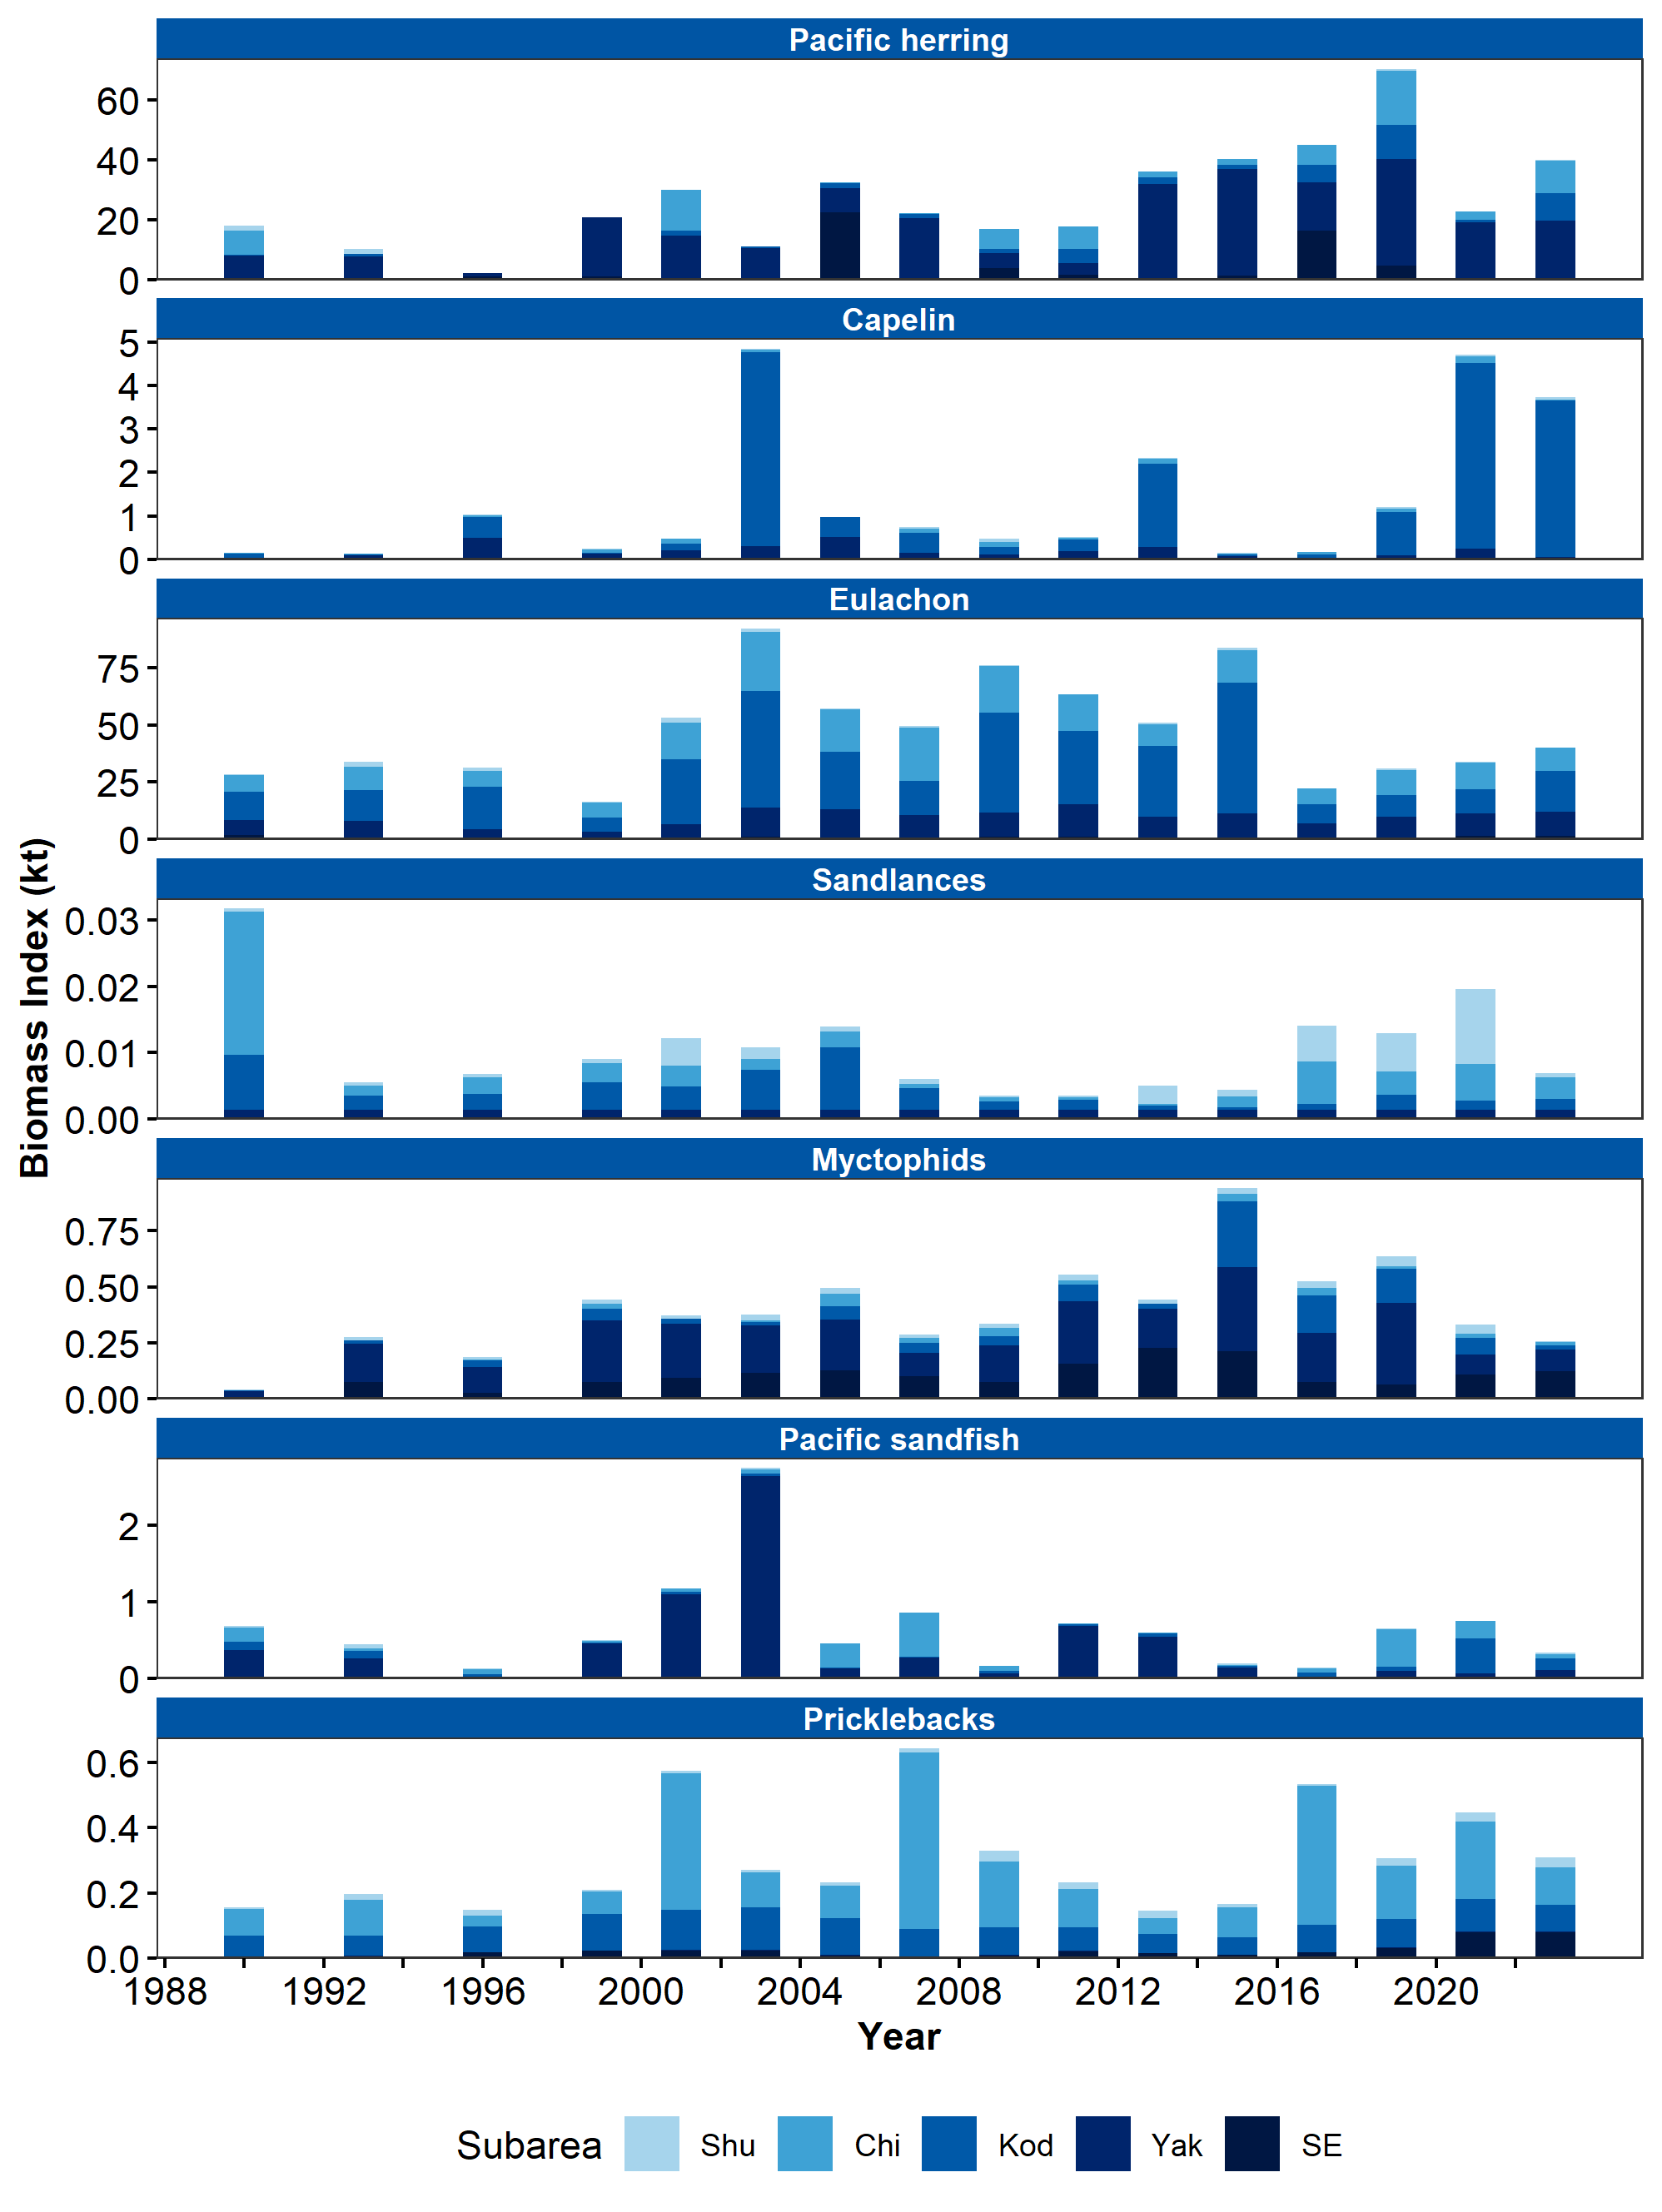 Pacific herring
60
40
20
0
Capelin
5
4
3
2
1
0
Eulachon
75
50
25
0
Sandlances
0.03
0.02
0.01
0.00
Myctophids
0.75
0.50
0.25
0.00
Pacific sandfish
2
1
0
Pricklebacks
0.6
0.4
0.2
0.0
Biomass Index (kt)
1988 1992 1996 2000 2004 2008 2012 2016 2020
Year
Subarea Shu Chi Kod Yak SE